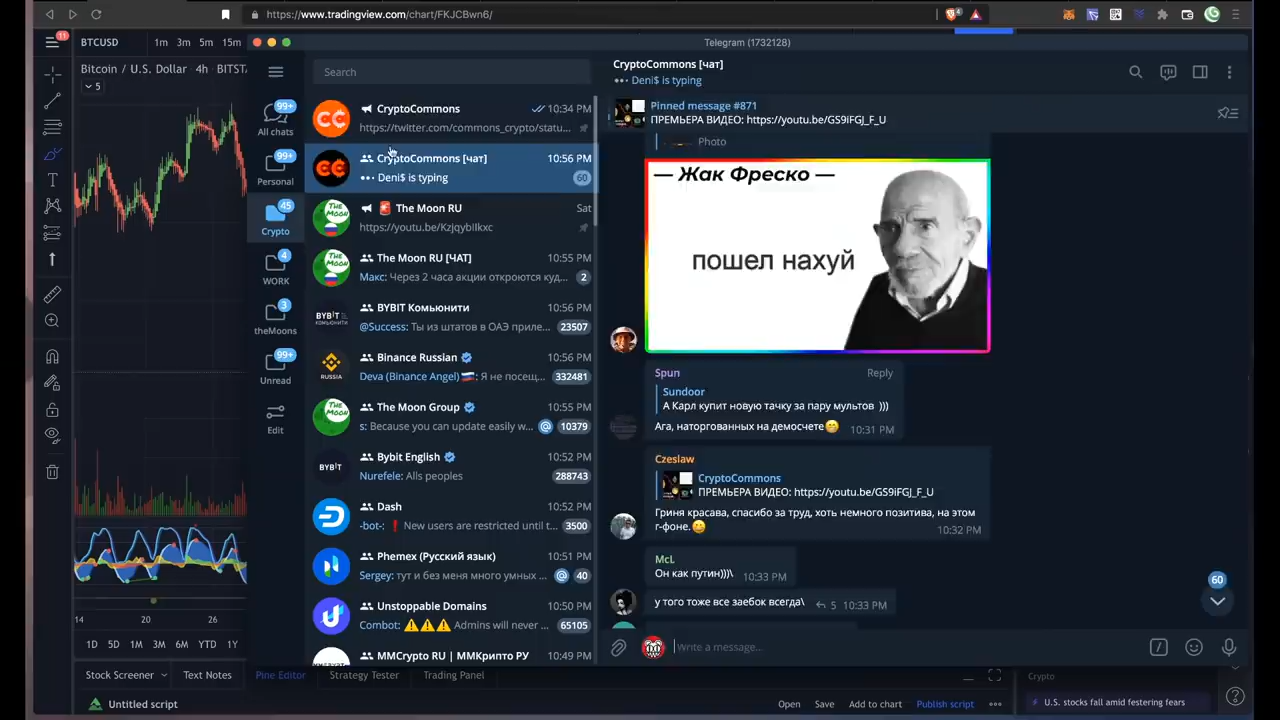 https://www.tradingview.com/chart/FKJCBwn6/
4
11
BTCUSD
1m 3m 5m 15m
Telegram (1732128)
Bitcoin / U.S. Dollar · 4h · BITSTA
5
Search
99+
All chats
99+
Personal
45
Crypto
4
WORK
3
theMoons
99+
Unread
Edit
CryptoCommons 10:34 PM
https://twitter.com/commons_crypto/statu...
CryptoCommons [чат] 10:56 PM
Deni$ is typing 60
The Moon RU Sat
https://youtu.be/KzjqybIIkxc
The Moon RU [ЧАТ] 10:55 PM
Макс: Через 2 часа акции откроются куд... 2
BYBIT Комьюнити 10:56 PM
@Success: Ты из штатов в ОАЭ приле... 23507
Binance Russian 10:56 PM
Deva (Binance Angel) 🇷🇺: Я не посещ... 332481
The Moon Group 10:55 PM
s: Because you can update easily w... @ 10379
Bybit English 10:52 PM
Nurefele: Alls peoples 288743
Dash 10:52 PM
-bot-: ❗ New users are restricted until t... 3500
Phemex (Русский язык) 10:51 PM
Sergey: тут и без меня много умных ... @ 40
Unstoppable Domains 10:50 PM
Combot: ⚠️⚠️⚠️ Admins will never ... 65105
MMCrypto RU | ММКрипто РУ 10:49 PM
CryptoCommons [чат]
Deni$ is typing
Pinned message #871
ПРЕМЬЕРА ВИДЕО: https://youtu.be/GS9iFGJ_F_U
Photo
— Жак Фреско —
пошел нахуй
Spun Reply
Sundoor
А Карл купит новую тачку за пару мультов )))
Ага, наторгованных на демосчете😁 10:31 PM
Czeslaw
CryptoCommons
ПРЕМЬЕРА ВИДЕО: https://youtu.be/GS9iFGJ_F_U
Гриня красава, спасибо за труд, хоть немного позитива, на этом
г-фоне.😉 10:32 PM
McL
Он как путин)))\ 10:33 PM
у того тоже все заебок всегда\ 5 10:33 PM
60
Write a message...
14 20 26
1D 5D 1M 3M 6M YTD 1Y
Stock Screener Text Notes Pine Editor Strategy Tester Trading Panel
Crypto
Untitled script Open Save Add to chart Publish script
U.S. stocks fall amid festering fears